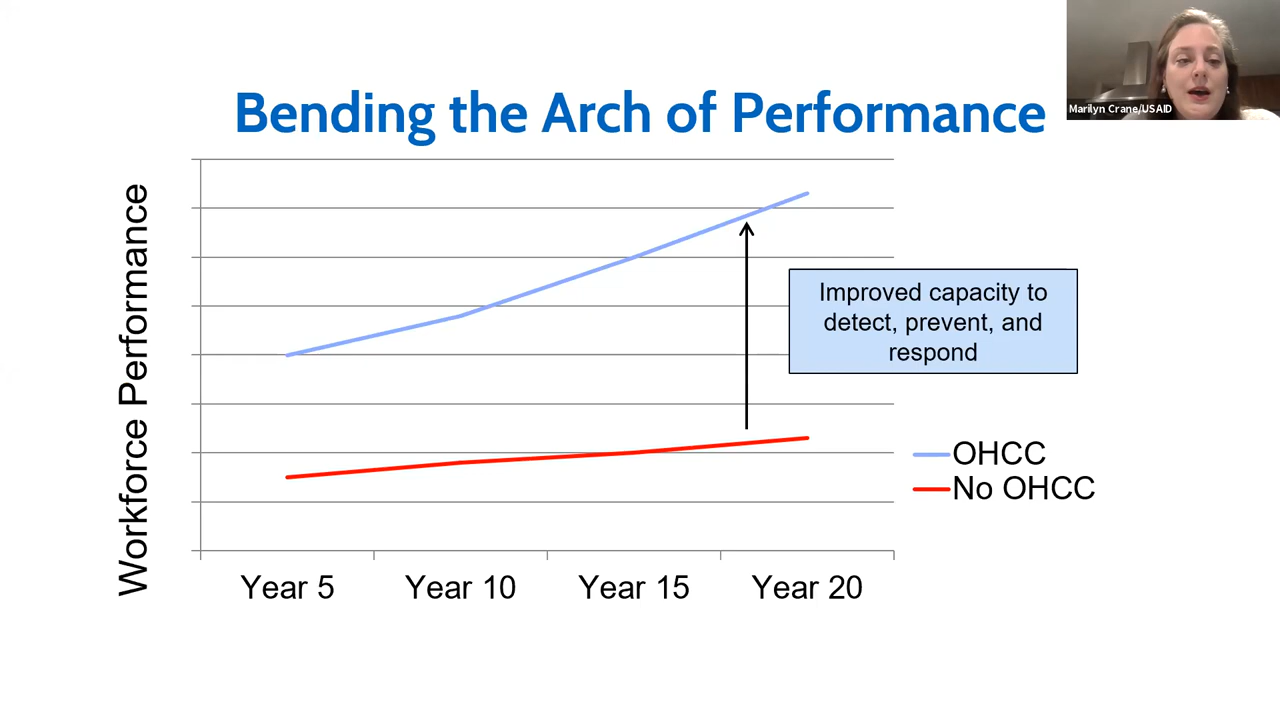 Marilyn Crane/USAID
Bending the Arch of Performance
Workforce Performance
Improved capacity to
detect, prevent, and
respond
OHCC
No OHCC
Year 5
Year 10
Year 15
Year 20